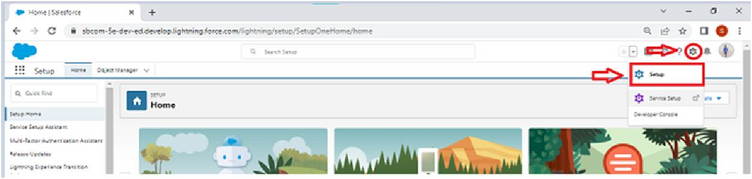 Home | Salesforce
sbcom-5e-dev-ed.develop.lightning.force.com/lightning/setup/SetupOneHome/home
S
Search Setup
Setup
Home
Object Manager
Setup
Quick Find
SETUP
Home
Service Setup
Developer Console
Setup Home
Service Setup Assistant
Multi-Factor Authentication Assistant
Release Updates
Lightning Experience Transition